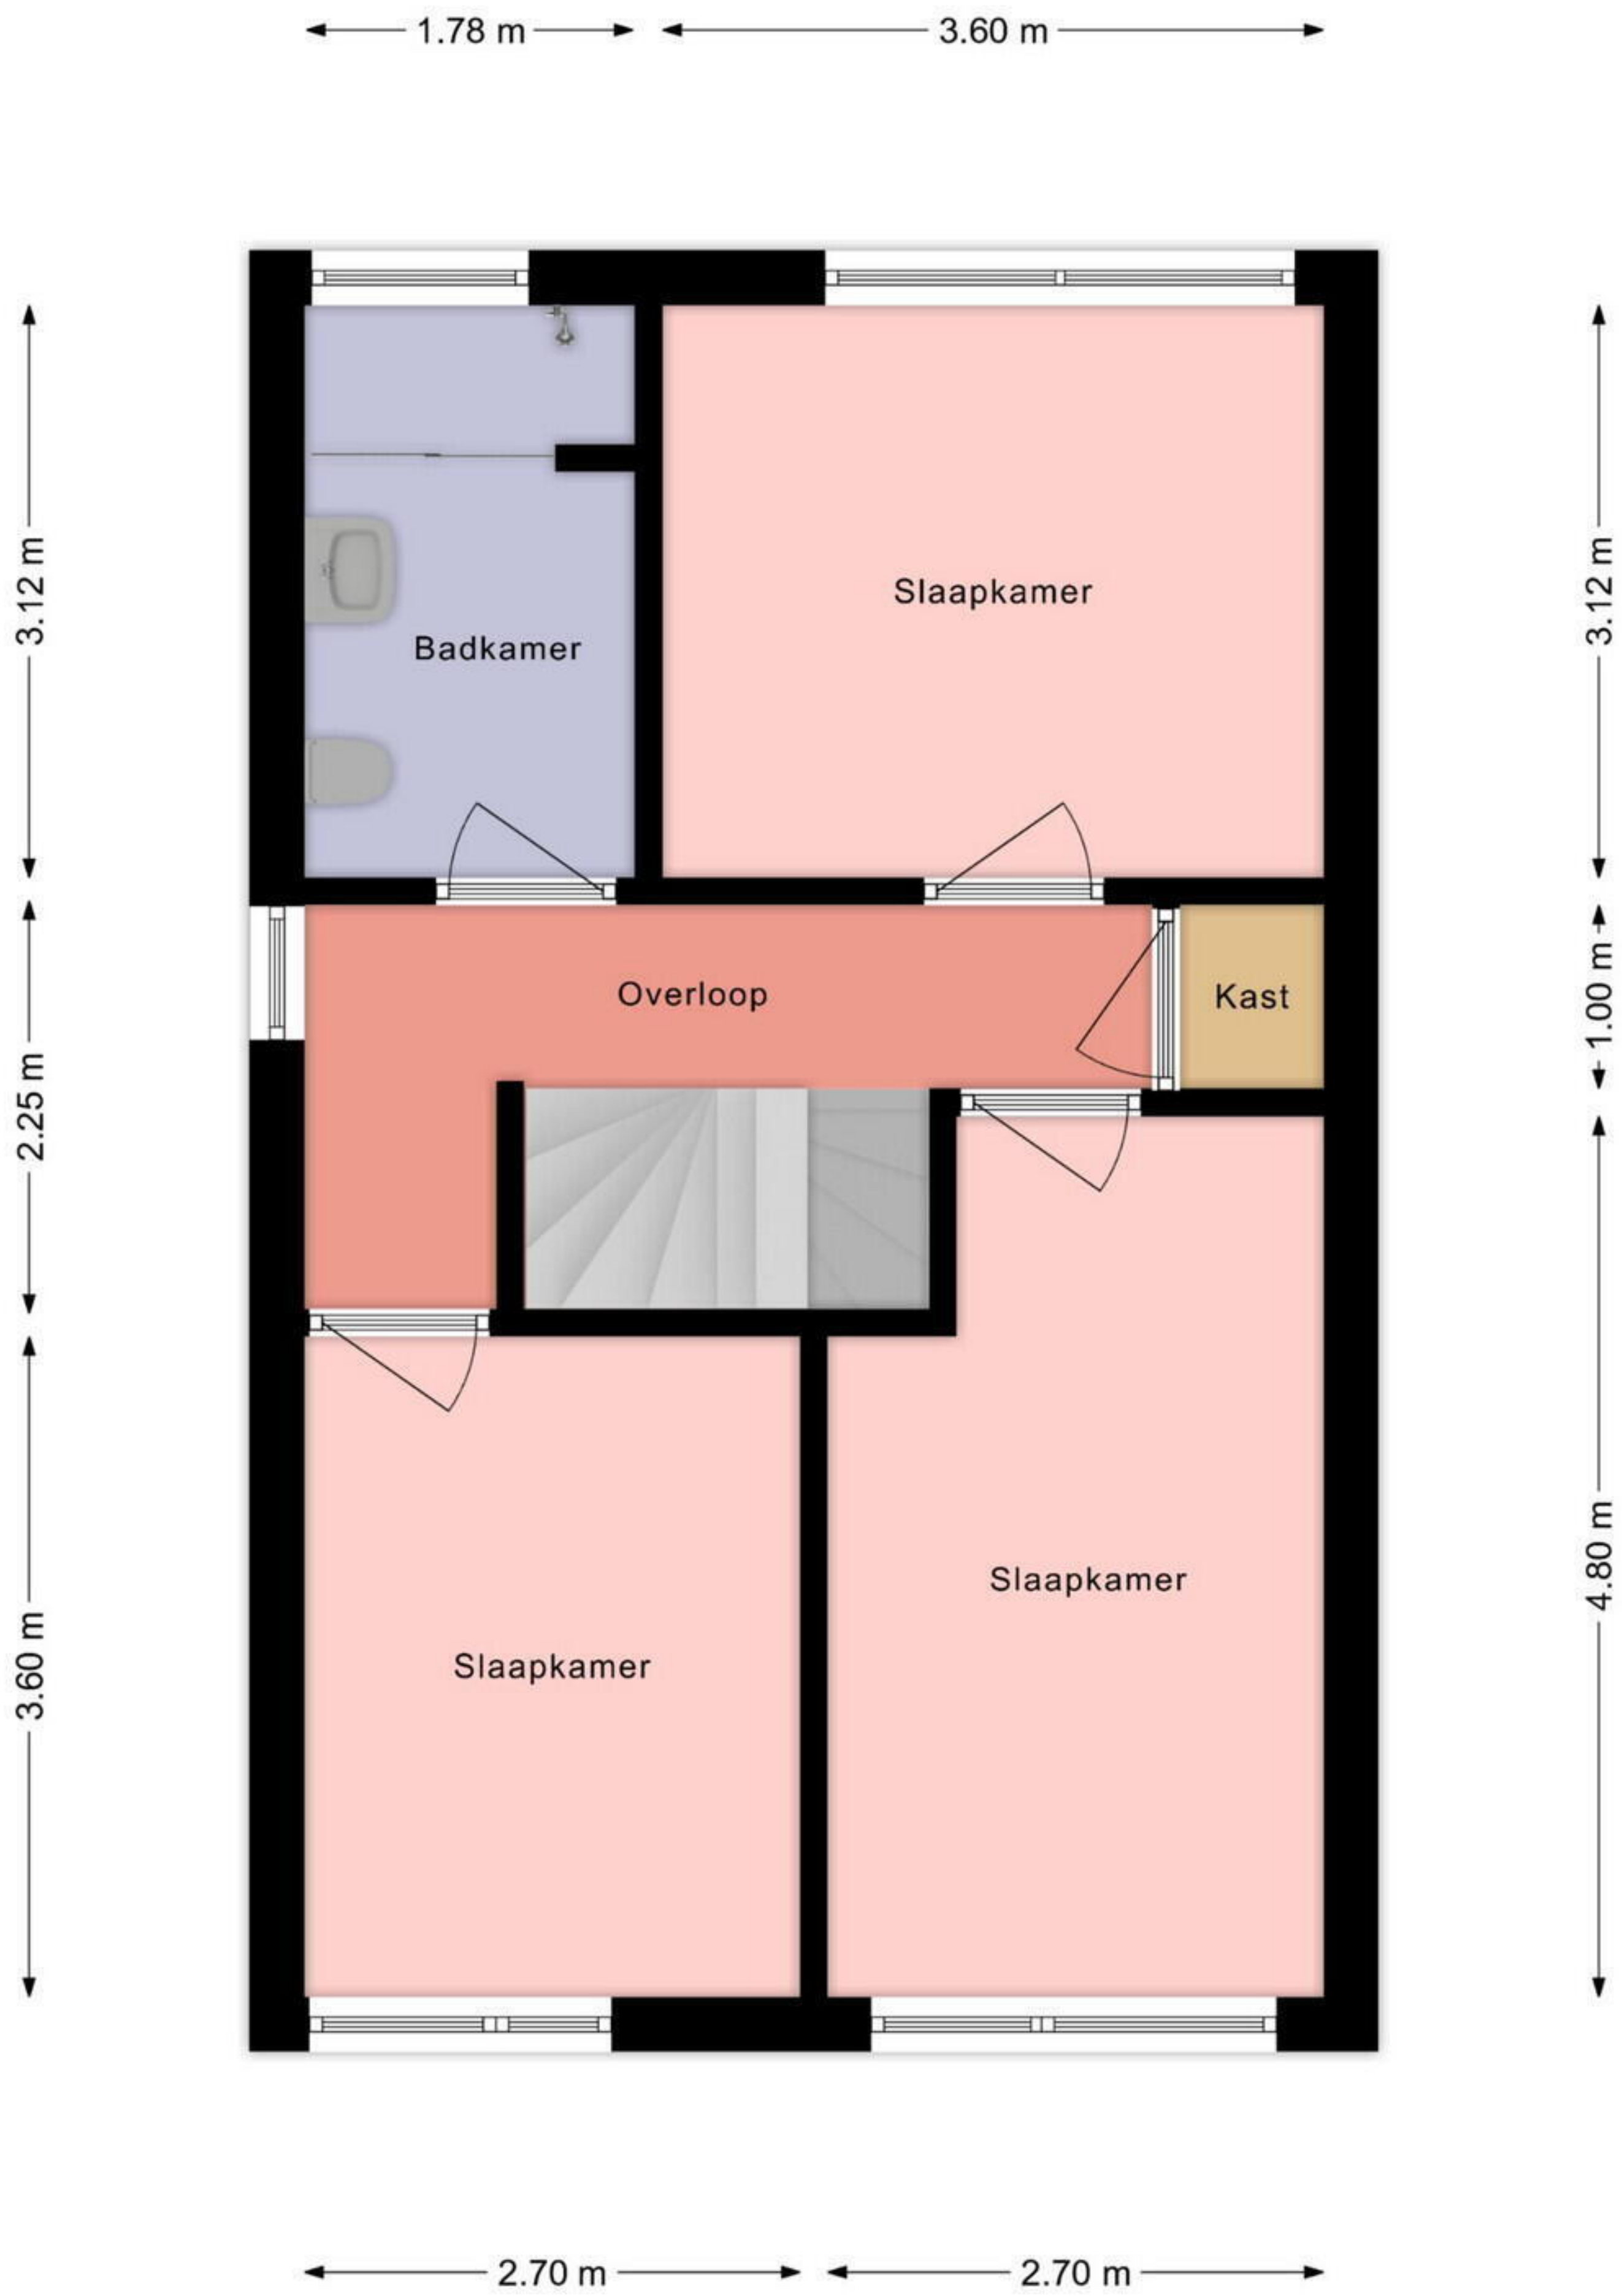 1.78 m
3.60 m
3.12 m
3.12 m
Slaapkamer
Badkamer
Overloop
Kast
1.00 m
2.25 m
4.80 m
Slaapkamer
Slaapkamer
3.60 m
2.70 m
2.70 m